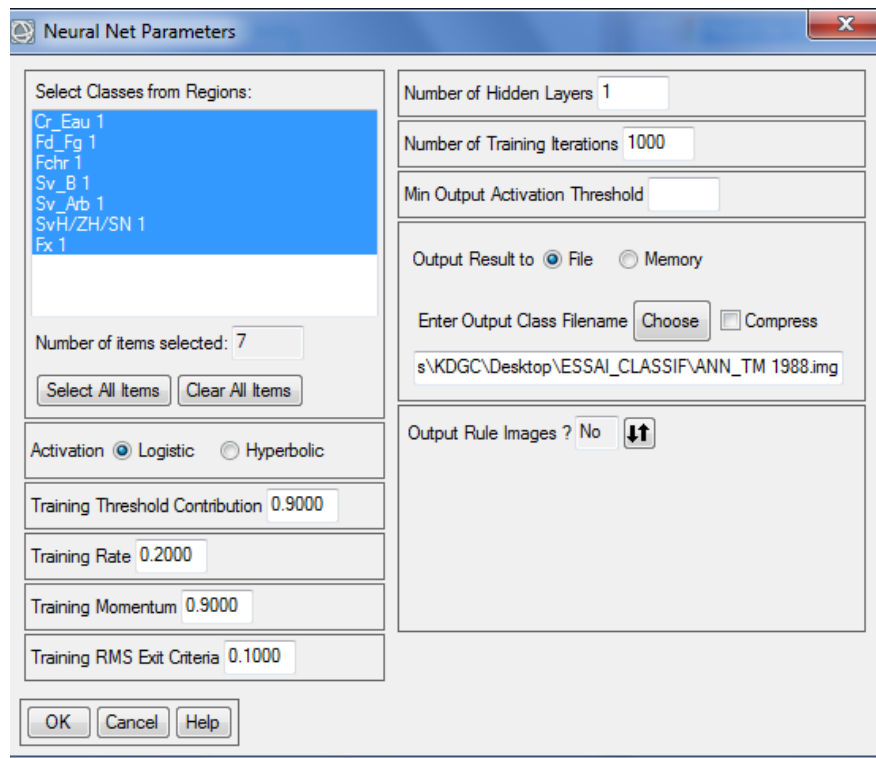 Neural Net Parameters
Select Classes from Regions:
Cr_Eau 1
Fd_Fg 1
Fchr 1
Sv_B 1
Sv_Arb 1
SvH/ZH/SN 1
Fx 1
Number of items selected: 7
Select All Items Clear All Items
Activation Logistic Hyperbolic
Training Threshold Contribution 0.9000
Training Rate 0.2000
Training Momentum 0.9000
Training RMS Exit Criteria 0.1000
Number of Hidden Layers 1
Number of Training Iterations 1000
Min Output Activation Threshold
Output Result to File Memory
Enter Output Class Filename Choose Compress
s\KDGC\Desktop\ESSAI_CLASSIF\ANN_TM 1988.img
Output Rule Images ? No
OK Cancel Help